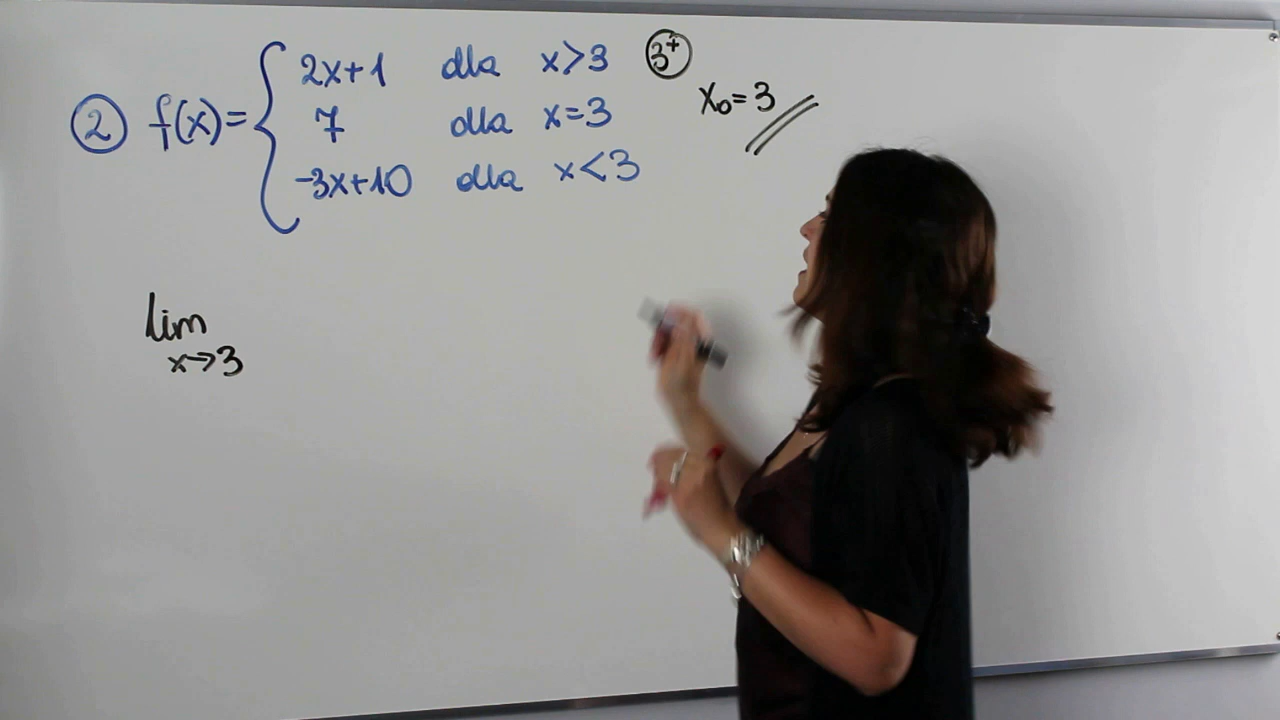 ② f(x)= { 2x+1 dla x>3 3⁺
7 dla x=3 x₀=3
-3x+10 dla x<3
lim
x→3